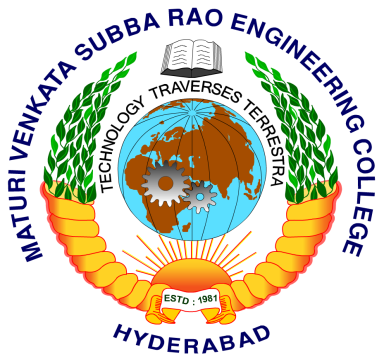 MATURI VENKATA SUBBA RAO ENGINEERING COLLEGE
TECHNOLOGY TRAVERSES TERRESTRA
ESTD : 1981
HYDERABAD